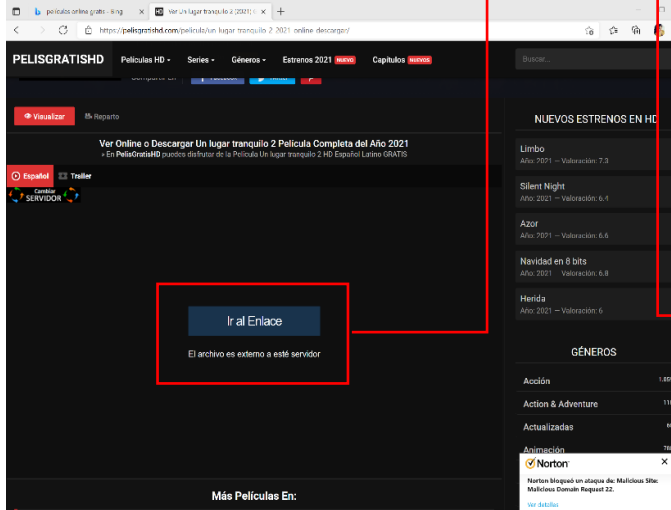 películas online gratis - Bing
Ver Un lugar tranquilo 2 (2021)
https://pelisgratishd.com/pelicula/un-lugar-tranquilo-2-2021-online-descargar/
PELISGRATISHD
Películas HD
Series
Géneros
Estrenos 2021 NUEVO
Capítulos NUEVOS
Buscar...
Compartir En
Facebook
Twitter
Visualizar
Reparto
Ver Online o Descargar Un lugar tranquilo 2 Película Completa del Año 2021
» En PelisGratisHD puedes disfrutar de la Película Un lugar tranquilo 2 HD Español Latino GRATIS
Español
Trailer
Cambiar
SERVIDOR
Ir al Enlace
El archivo es externo a esté servidor
Más Películas En:
NUEVOS ESTRENOS EN HD
Limbo
Año: 2021 — Valoración: 7.3
Silent Night
Año: 2021 — Valoración: 6.4
Azor
Año: 2021 — Valoración: 6.6
Navidad en 8 bits
Año: 2021 Valoración: 6.8
Herida
Año: 2021 — Valoración: 6
GÉNEROS
Acción
Action & Adventure
Actualizadas
Animación
Norton
Norton bloqueó un ataque de: Malicious Site:
Malicious Domain Request 22.
Ver detalles